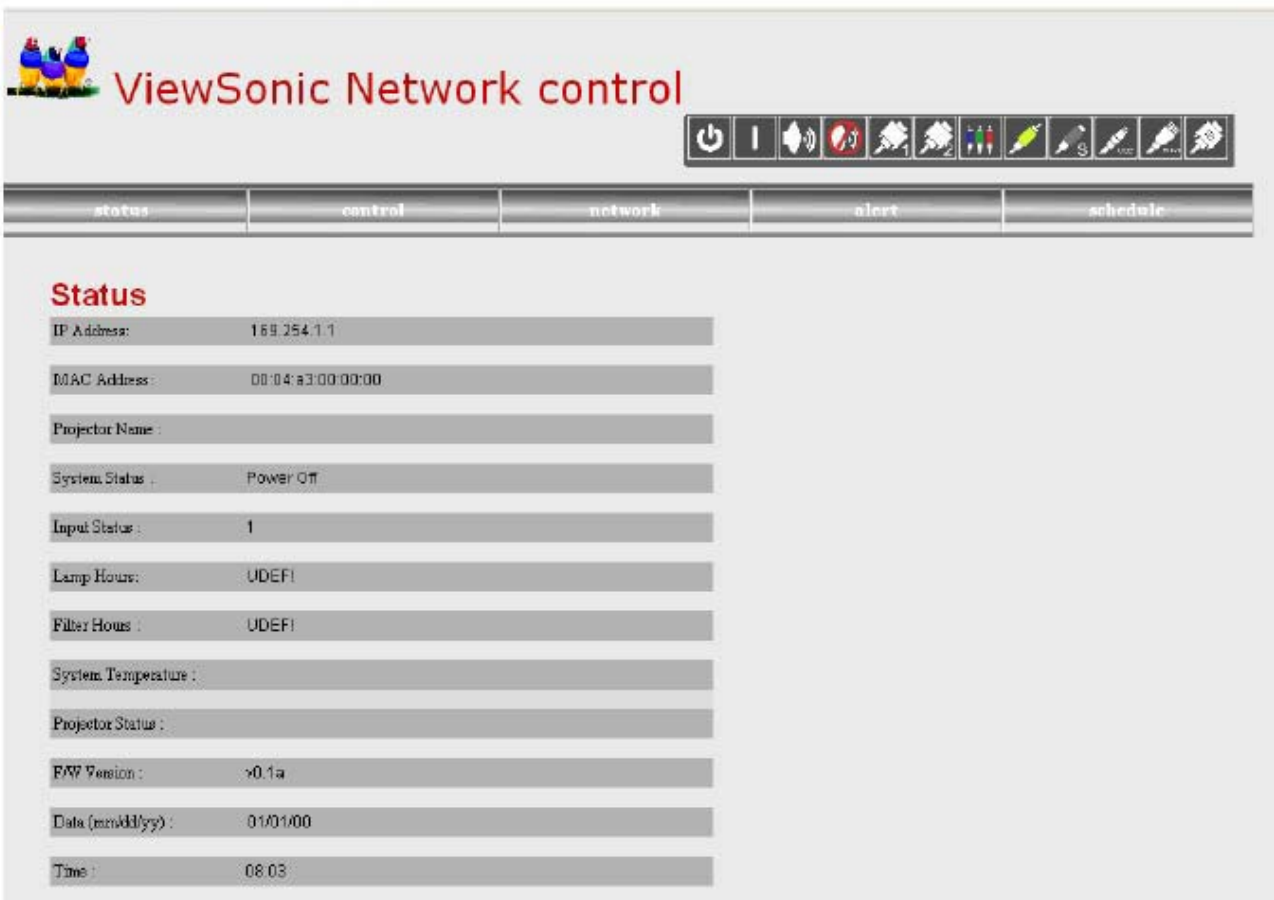 ViewSonic Network control
1 2 S
status control network alert schedule
Status
IP Address: 169.254.1.1
MAC Address : 00:04:a3:00:00:00
Projector Name :
System Status : Power Off
Input Status : 1
Lamp Hours: UDEF!
Filter Hours : UDEF!
System Temperature :
Projector Status :
F/W Version : v0.1a
Data (mm/dd/yy) : 01/01/00
Time : 08:03